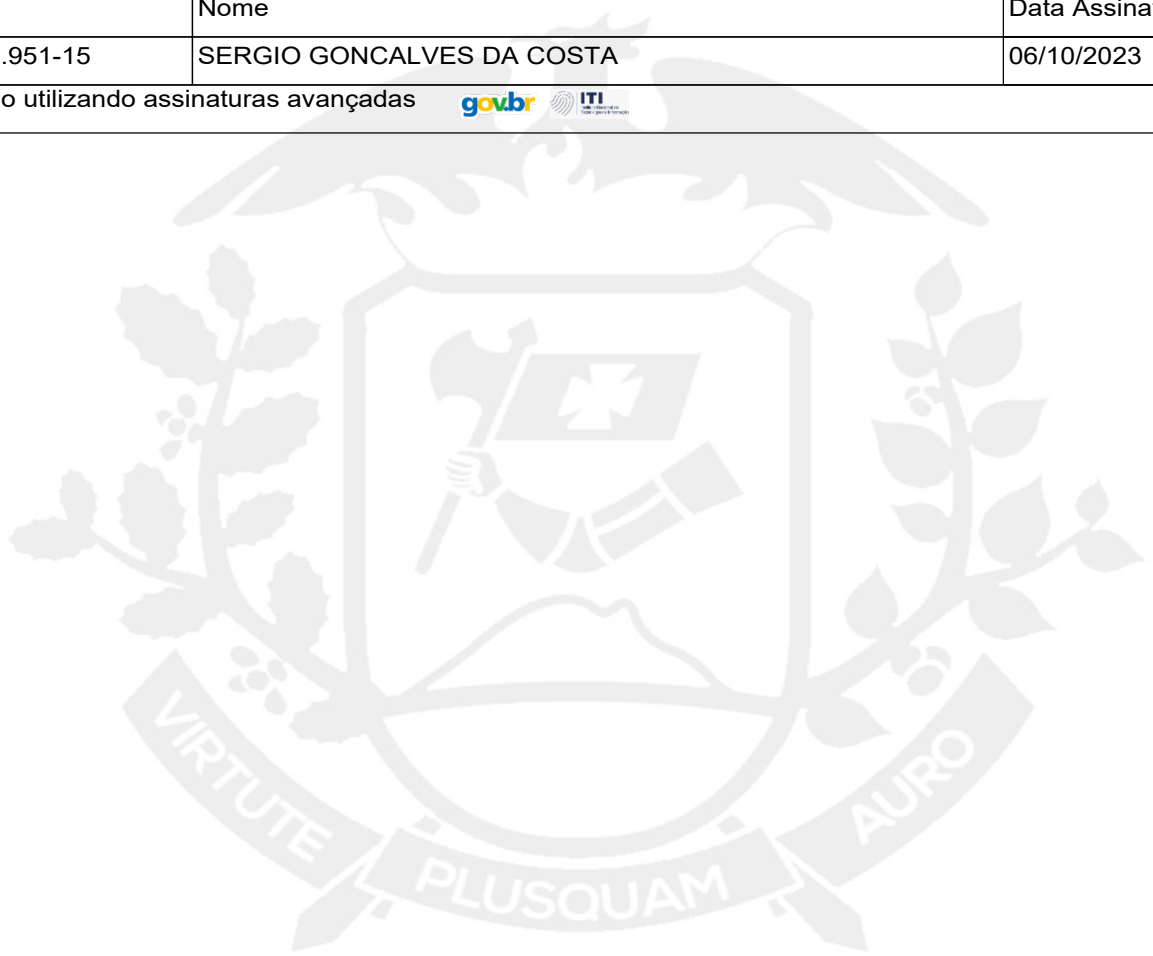 Nome Data Assina
.951-15 SERGIO GONCALVES DA COSTA 06/10/2023
o utilizando assinaturas avançadas gov.br ITI
VIRTUTE PLUSQUAM AURO